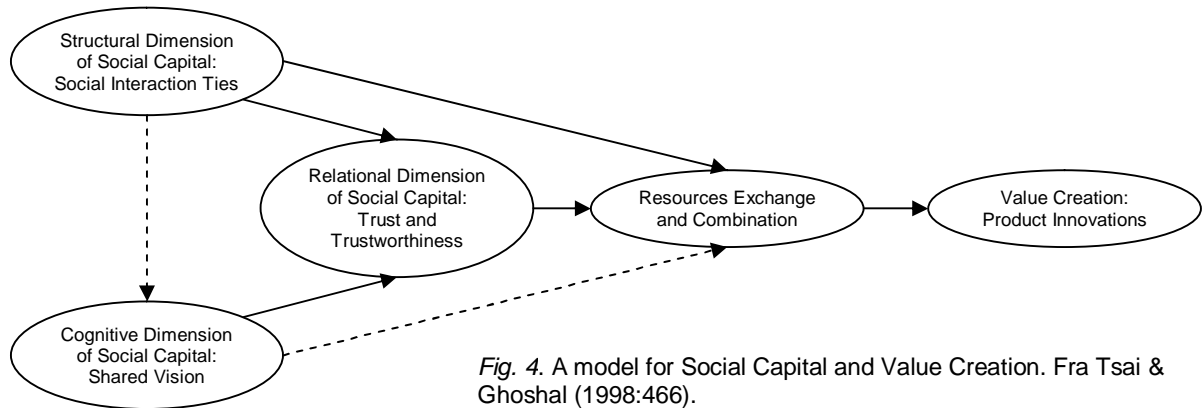 Structural Dimension
of Social Capital:
Social Interaction Ties
Relational Dimension
of Social Capital:
Trust and
Trustworthiness
Resources Exchange
and Combination
Value Creation:
Product Innovations
Cognitive Dimension
of Social Capital:
Shared Vision
Fig. 4. A model for Social Capital and Value Creation. Fra Tsai &
Ghoshal (1998:466).